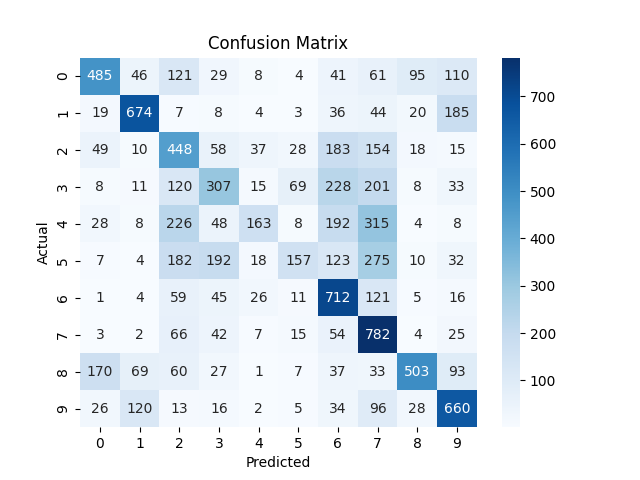 Confusion Matrix
0 485 46 121 29 8 4 41 61 95 110
1 19 674 7 8 4 3 36 44 20 185
2 49 10 448 58 37 28 183 154 18 15
3 8 11 120 307 15 69 228 201 8 33
4 28 8 226 48 163 8 192 315 4 8
5 7 4 182 192 18 157 123 275 10 32
6 1 4 59 45 26 11 712 121 5 16
7 3 2 66 42 7 15 54 782 4 25
8 170 69 60 27 1 7 37 33 503 93
9 26 120 13 16 2 5 34 96 28 660
0 1 2 3 4 5 6 7 8 9
Predicted
Actual
700
600
500
400
300
200
100